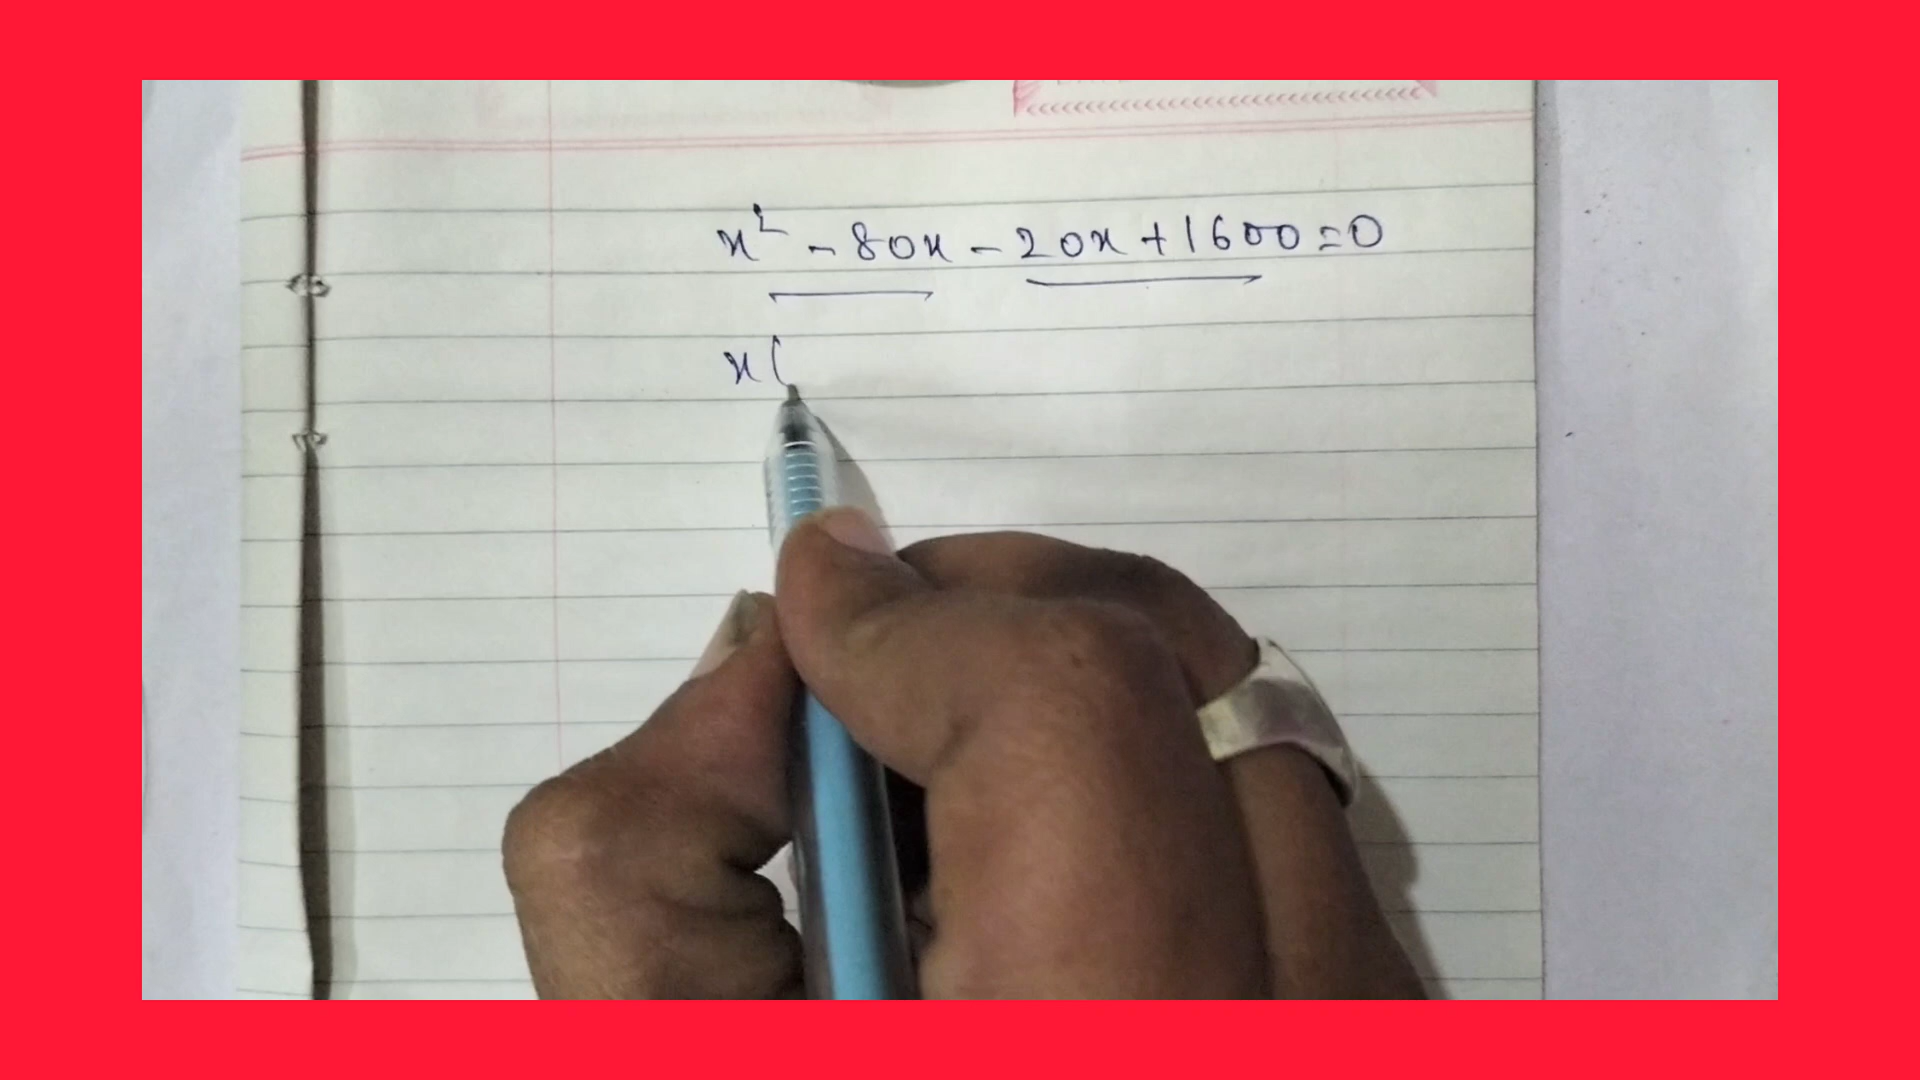 x² - 80x - 20x + 1600 = 0
x(